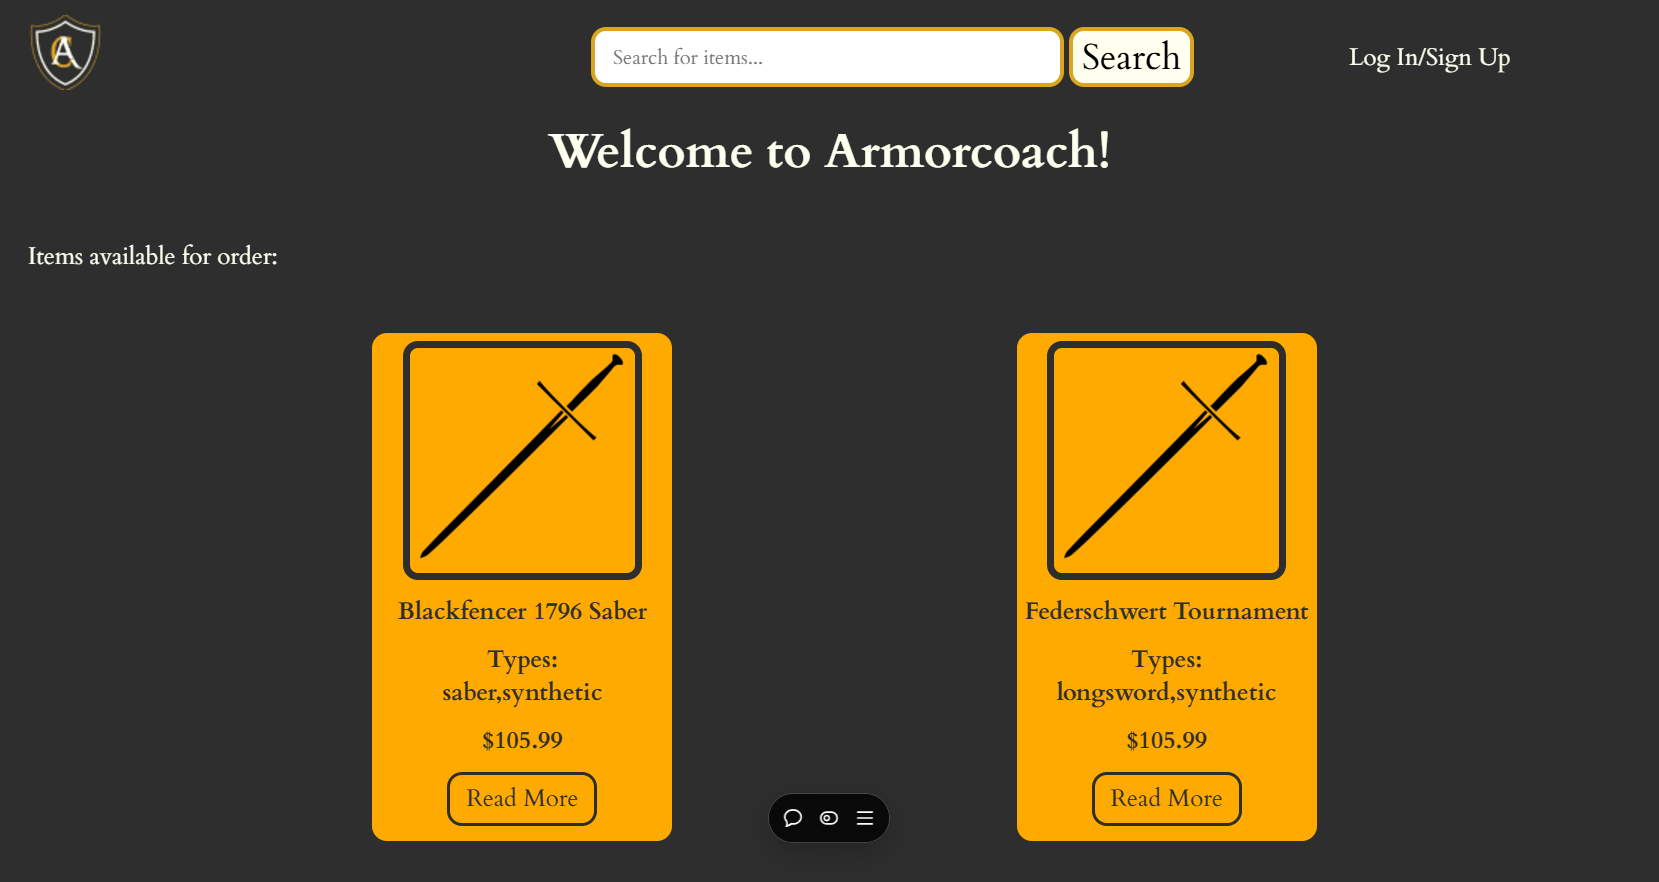 CA
Search for items...
Search
Log In/Sign Up
Welcome to Armorcoach!
Items available for order:
Blackfencer 1796 Saber
Types:
saber,synthetic
$105.99
Read More
Federschwert Tournament
Types:
longsword,synthetic
$105.99
Read More